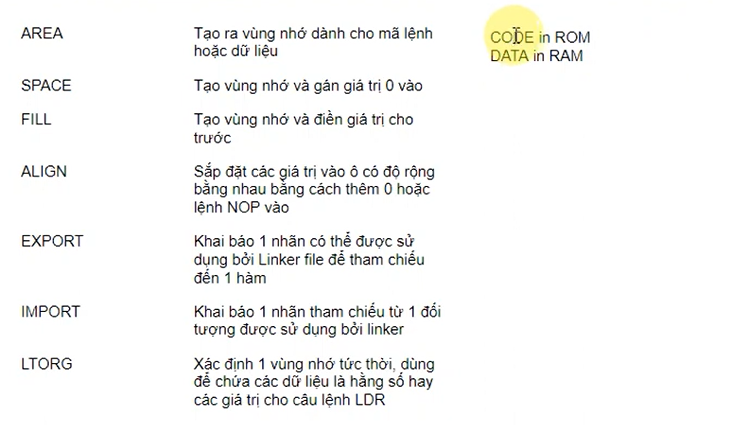 AREA
Tạo ra vùng nhớ dành cho mã lệnh
hoặc dữ liệu
CODE in ROM
DATA in RAM
SPACE
Tạo vùng nhớ và gán giá trị 0 vào
FILL
Tạo vùng nhớ và điền giá trị cho
trước
ALIGN
Sắp đặt các giá trị vào ô có độ rộng
bằng nhau bằng cách thêm 0 hoặc
lệnh NOP vào
EXPORT
Khai báo 1 nhãn có thể được sử
dụng bởi Linker file để tham chiếu
đến 1 hàm
IMPORT
Khai báo 1 nhãn tham chiếu từ 1 đối
tượng được sử dụng bởi linker
LTORG
Xác định 1 vùng nhớ tức thời, dùng
để chứa các dữ liệu là hằng số hay
các giá trị cho câu lệnh LDR